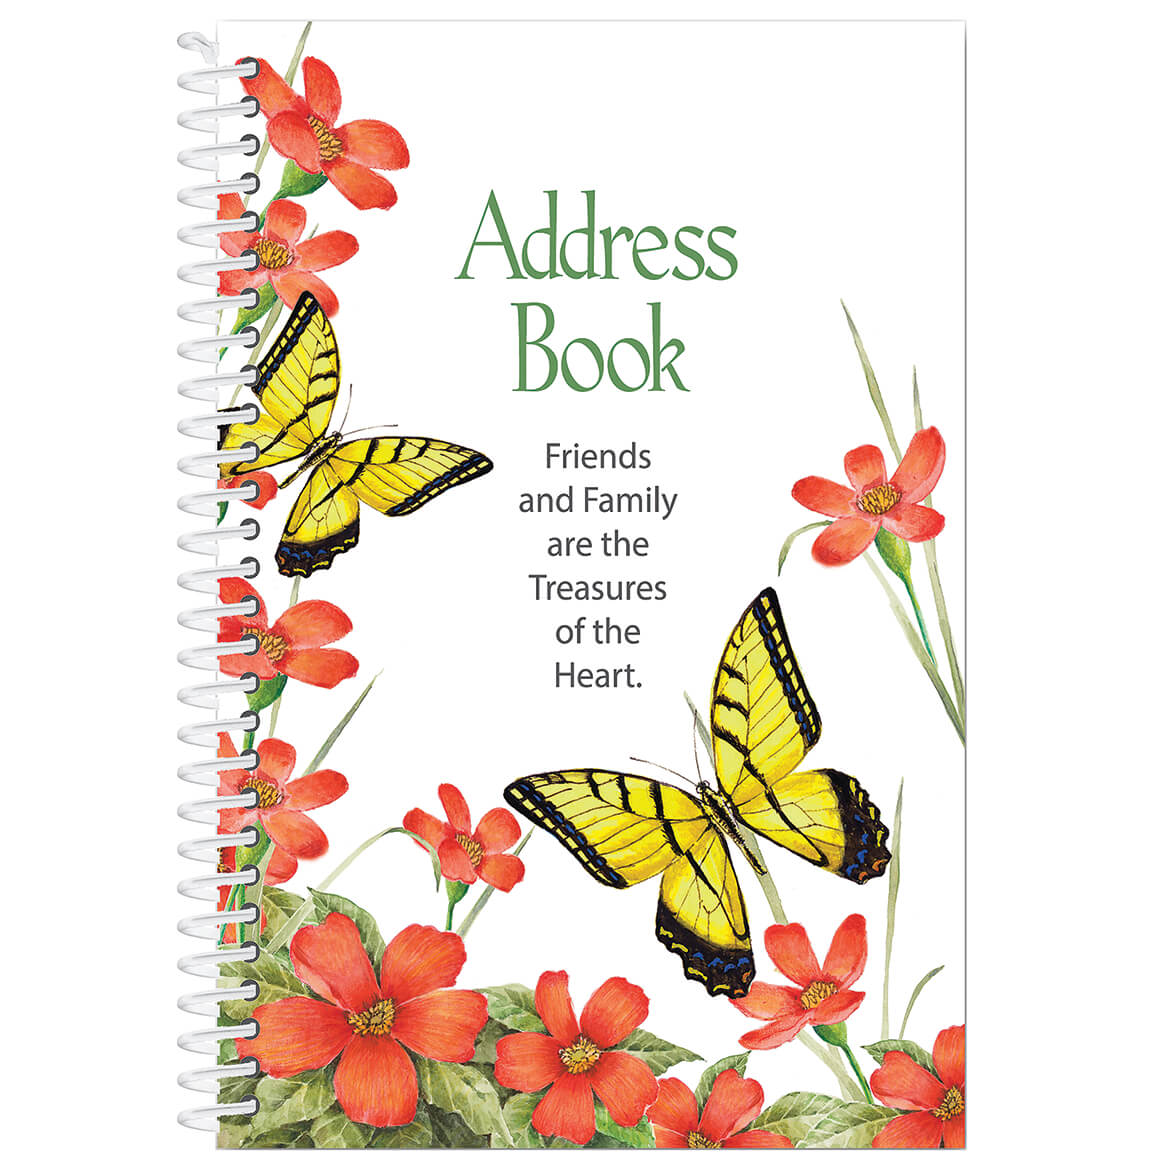 Address
Book
Friends
and Family
are the
Treasures
of the
Heart.